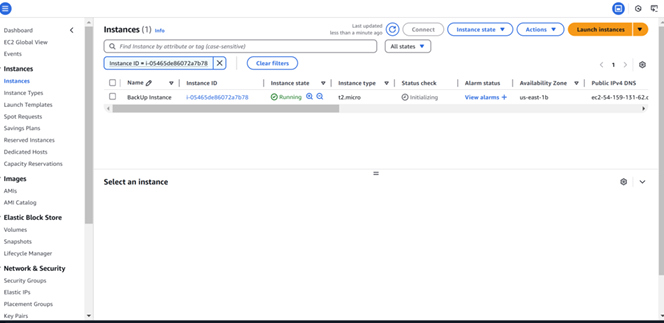 Dashboard
EC2 Global View
Events
Instances
Instances
Instance Types
Launch Templates
Spot Requests
Savings Plans
Reserved Instances
Dedicated Hosts
Capacity Reservations
Images
AMIs
AMI Catalog
Elastic Block Store
Volumes
Snapshots
Lifecycle Manager
Network & Security
Security Groups
Elastic IPs
Placement Groups
Key Pairs
Instances (1) Info
Last updated
less than a minute ago
Connect
Instance state
Actions
Launch instances
Find Instance by attribute or tag (case-sensitive)
All states
Instance ID = i-05465de86072a7b78
Clear filters
1
Name Instance ID Instance state Instance type Status check Alarm status Availability Zone Public IPv4 DNS
BackUp Instance i-05465de86072a7b78 Running t2.micro Initializing View alarms + us-east-1b ec2-54-159-131-62.c
Select an instance